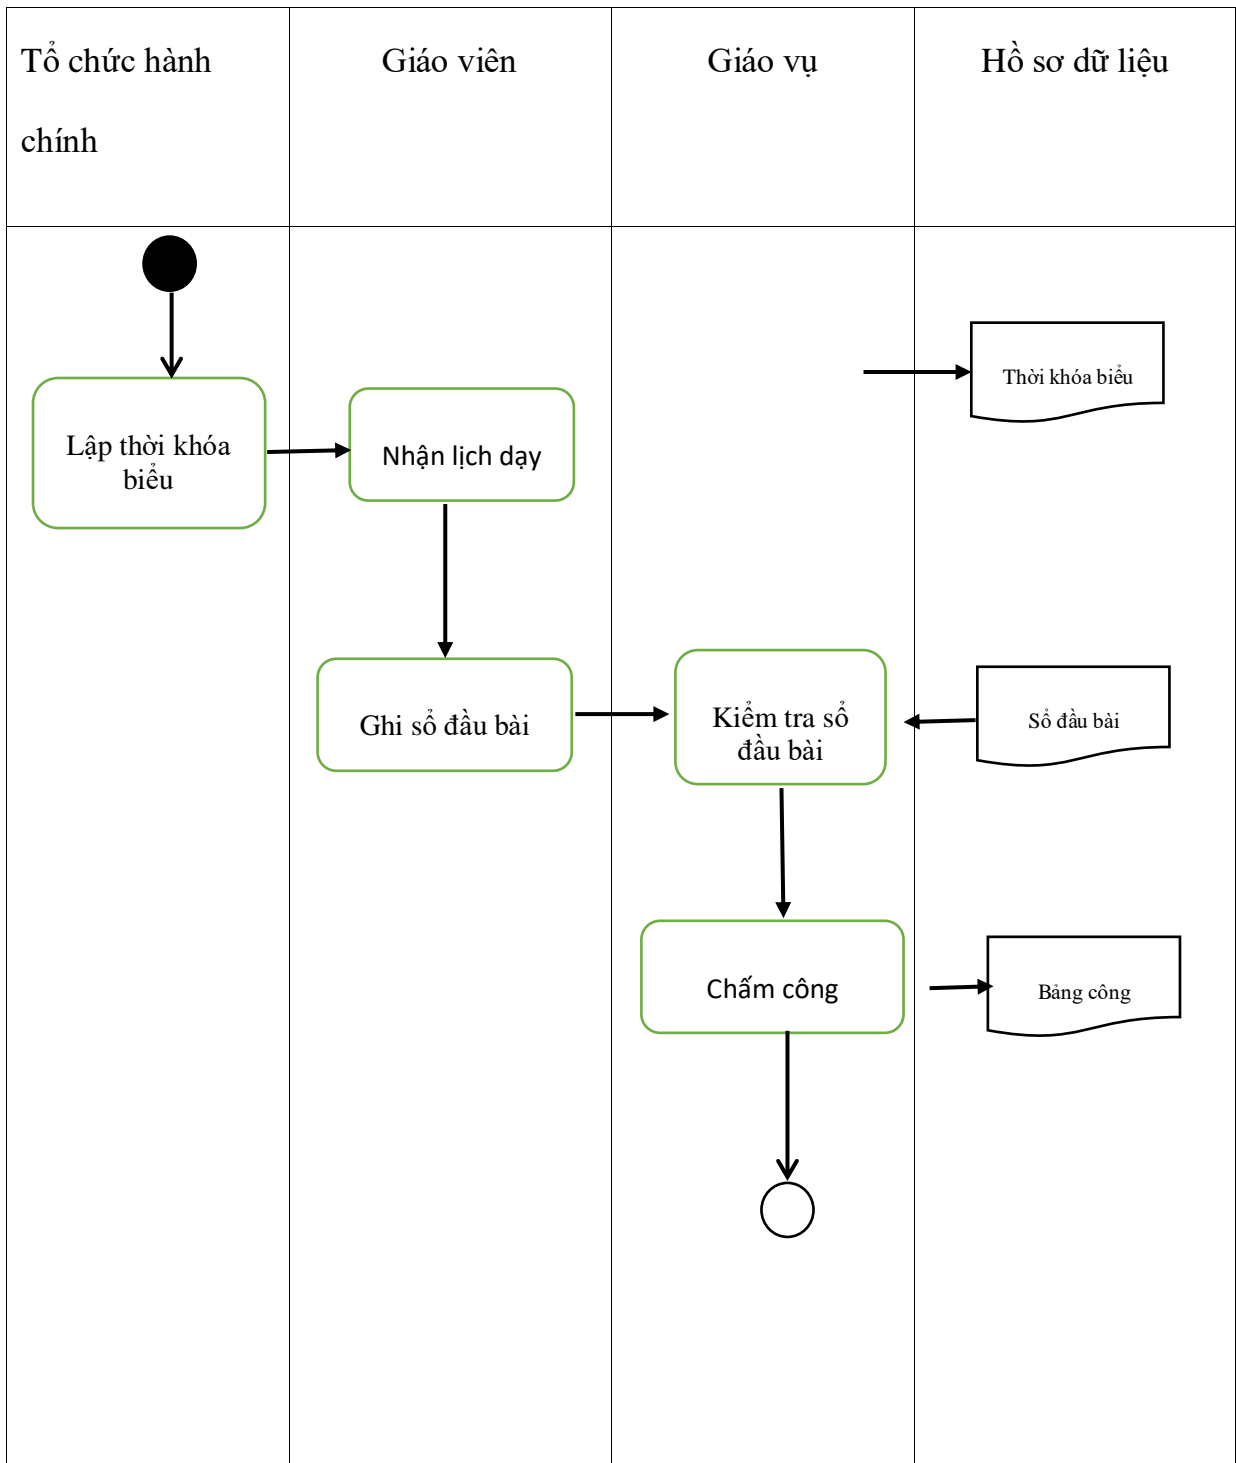 Tổ chức hành
chính
Giáo viên
Giáo vụ
Hồ sơ dữ liệu
Thời khóa biểu
Lập thời khóa
biểu
Nhận lịch dạy
Ghi sổ đầu bài
Kiểm tra sổ
đầu bài
Sổ đầu bài
Chấm công
Bảng công